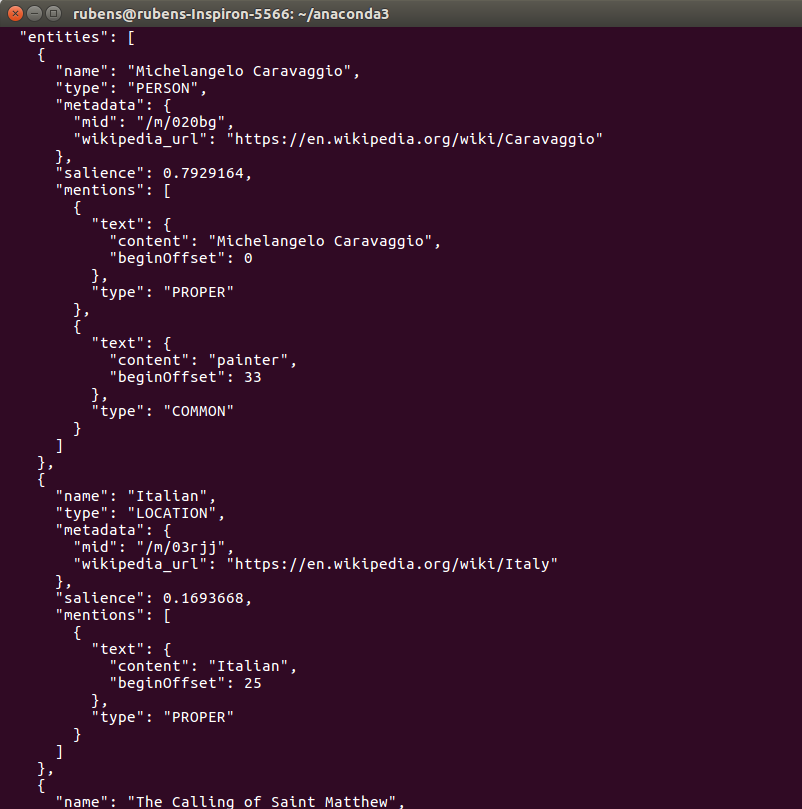 rubens@rubens-Inspiron-5566: ~/anaconda3
"entities": [
{
"name": "Michelangelo Caravaggio",
"type": "PERSON",
"metadata": {
"mid": "/m/020bg",
"wikipedia_url": "https://en.wikipedia.org/wiki/Caravaggio"
},
"salience": 0.7929164,
"mentions": [
{
"text": {
"content": "Michelangelo Caravaggio",
"beginOffset": 0
},
"type": "PROPER"
},
{
"text": {
"content": "painter",
"beginOffset": 33
},
"type": "COMMON"
}
]
},
{
"name": "Italian",
"type": "LOCATION",
"metadata": {
"mid": "/m/03rjj",
"wikipedia_url": "https://en.wikipedia.org/wiki/Italy"
},
"salience": 0.1693668,
"mentions": [
{
"text": {
"content": "Italian",
"beginOffset": 25
},
"type": "PROPER"
}
]
},
{
"name": "The Calling of Saint Matthew",